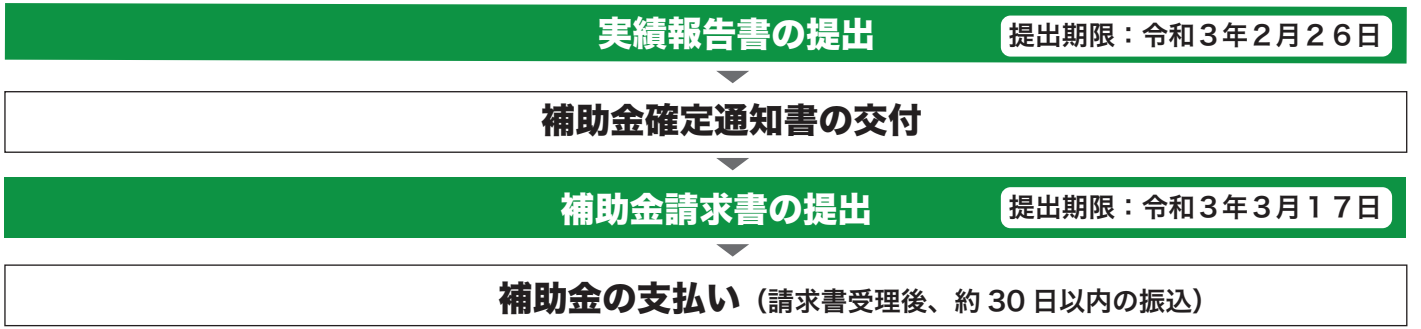 実績報告書の提出 提出期限：令和３年２月２６日
補助金確定通知書の交付
補助金請求書の提出 提出期限：令和３年３月１７日
補助金の支払い（請求書受理後、約 30 日以内の振込）